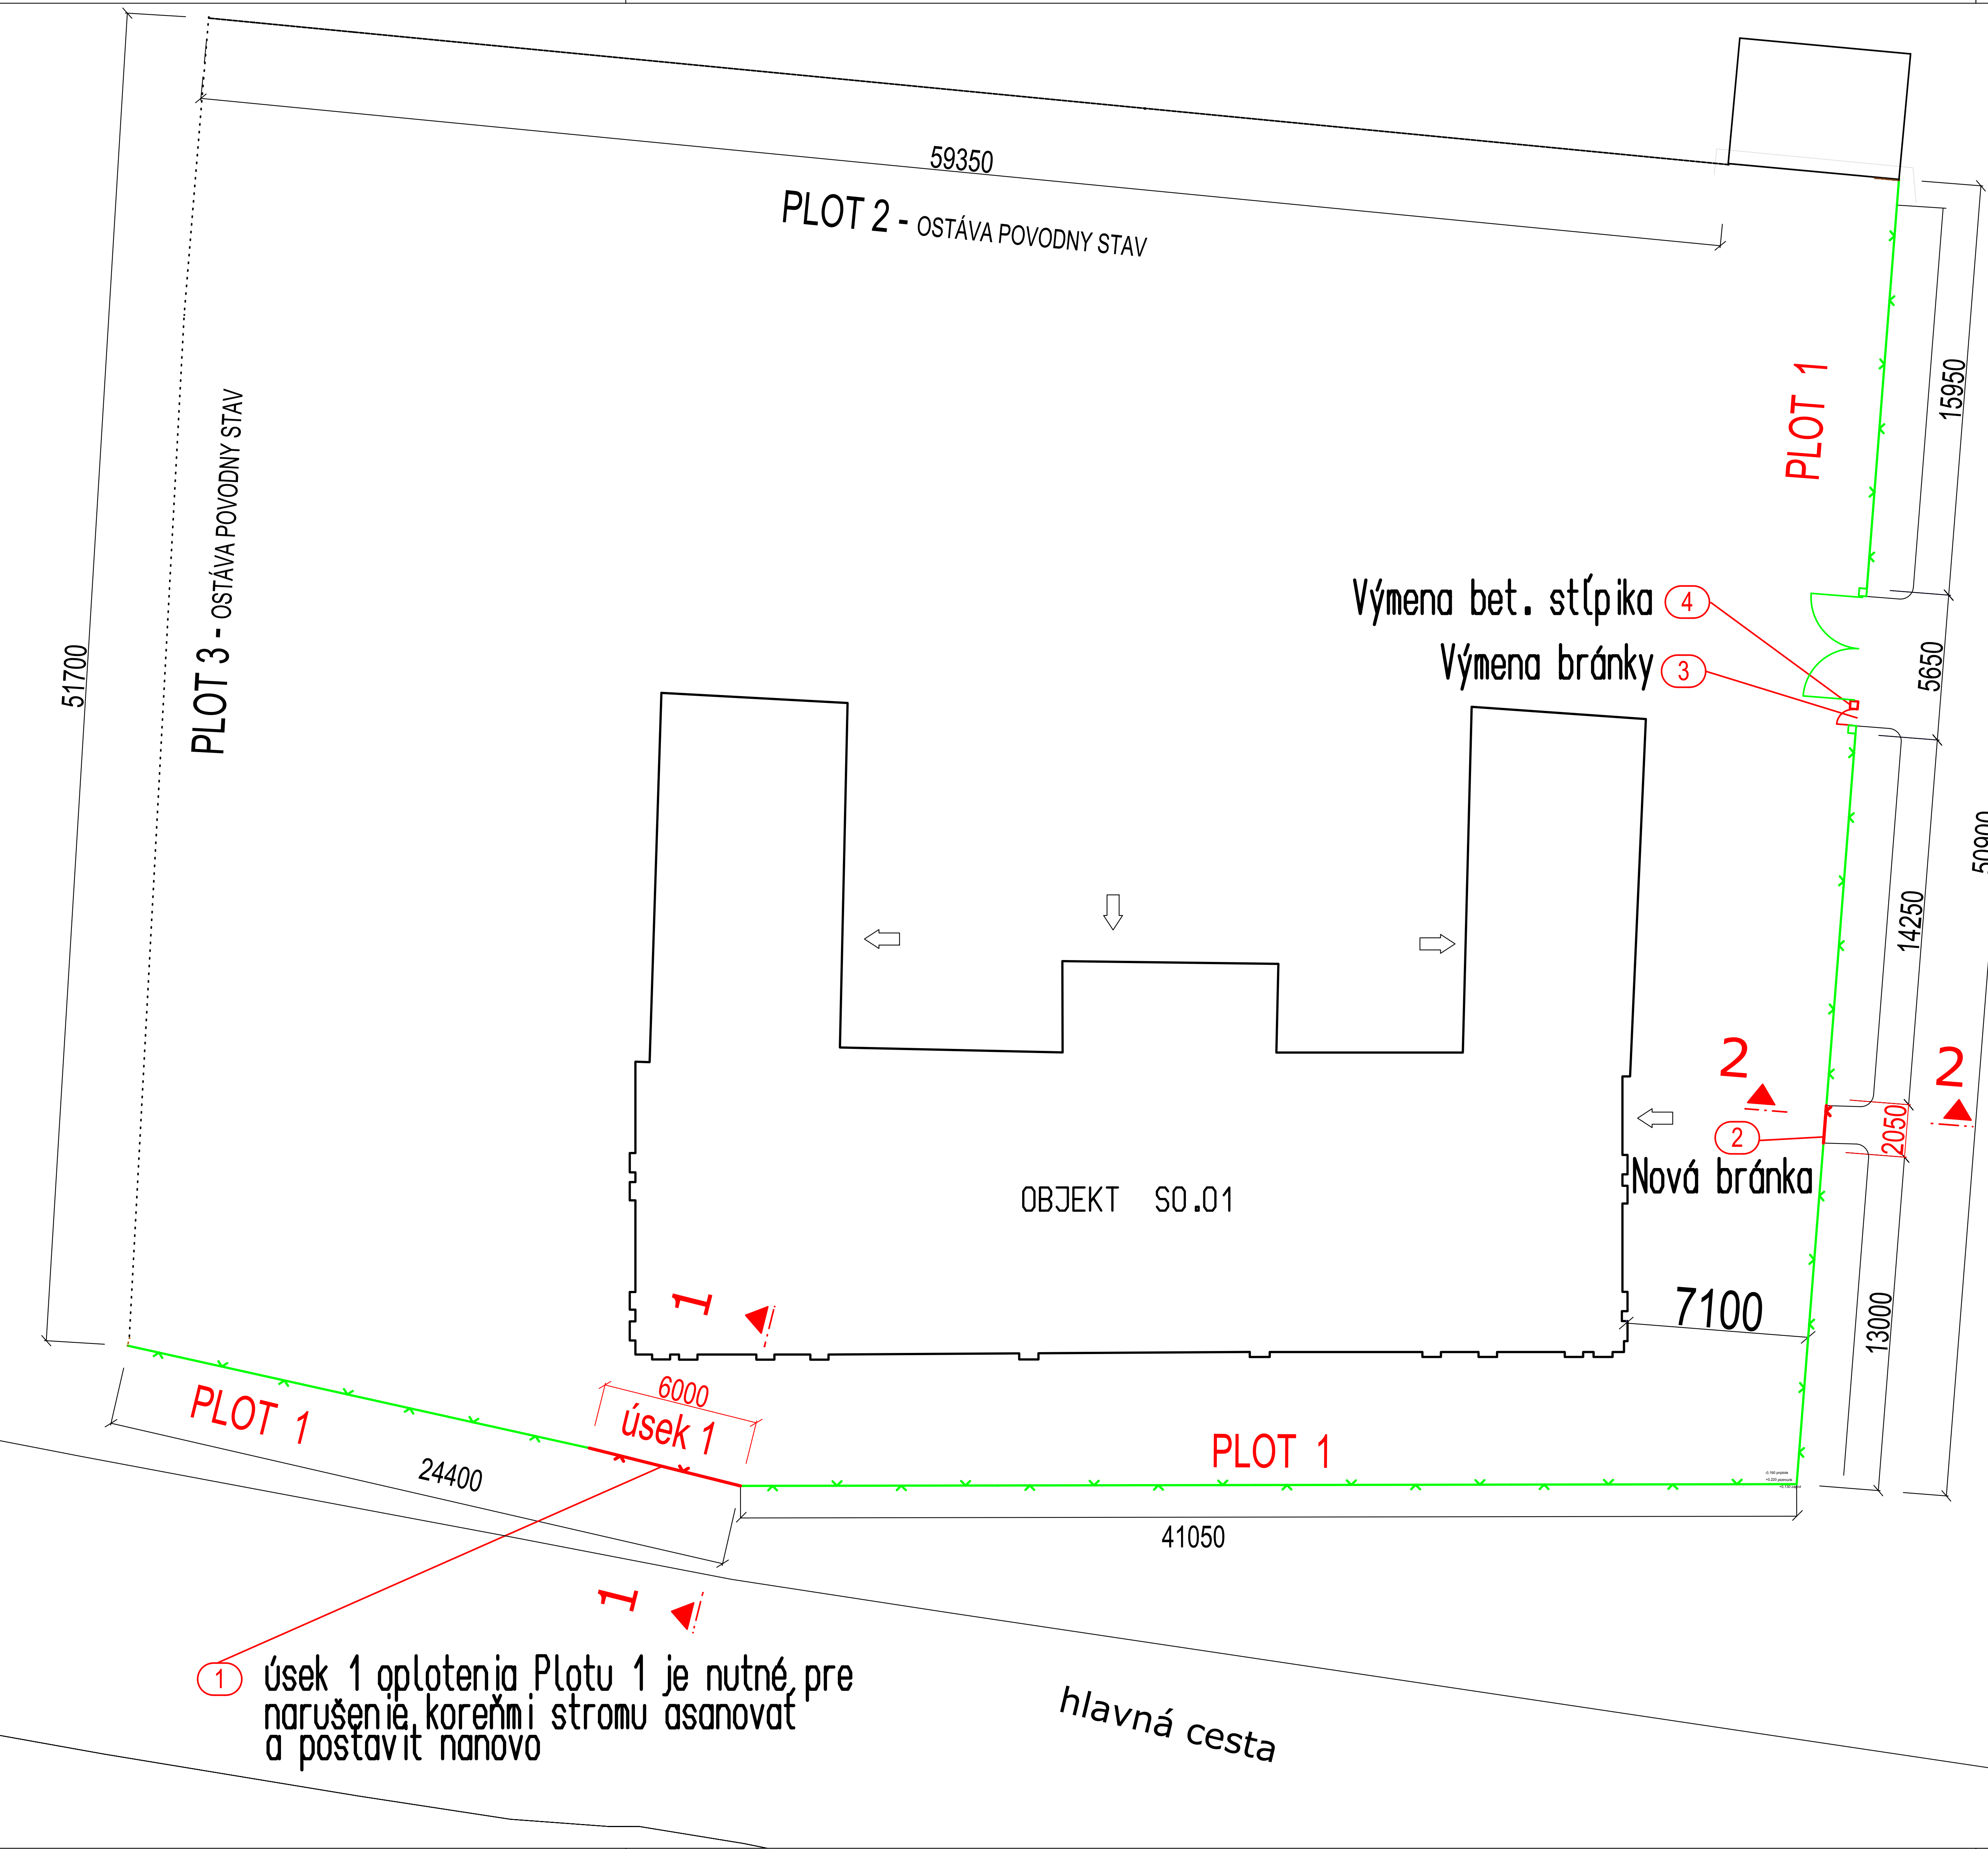 59350
PLOT 2 - OSTÁVA POVODNY STAV
PLOT 1
15950
PLOT 3 - OSTÁVA POVODNY STAV
51700
Výmena bet. stĺpika 4
Výmena bránky 3
5650
14250
50900
2
2
2
2050
Nová bránka
OBJEKT SO.01
1
7100
13000
6000
úsek 1
PLOT 1
24400
PLOT 1
41050
1
1 úsek 1 oplotenia Plotu 1 je nutné pre
narušenie koreňmi stromu asanovať
a postaviť nanovo
hlavná cesta